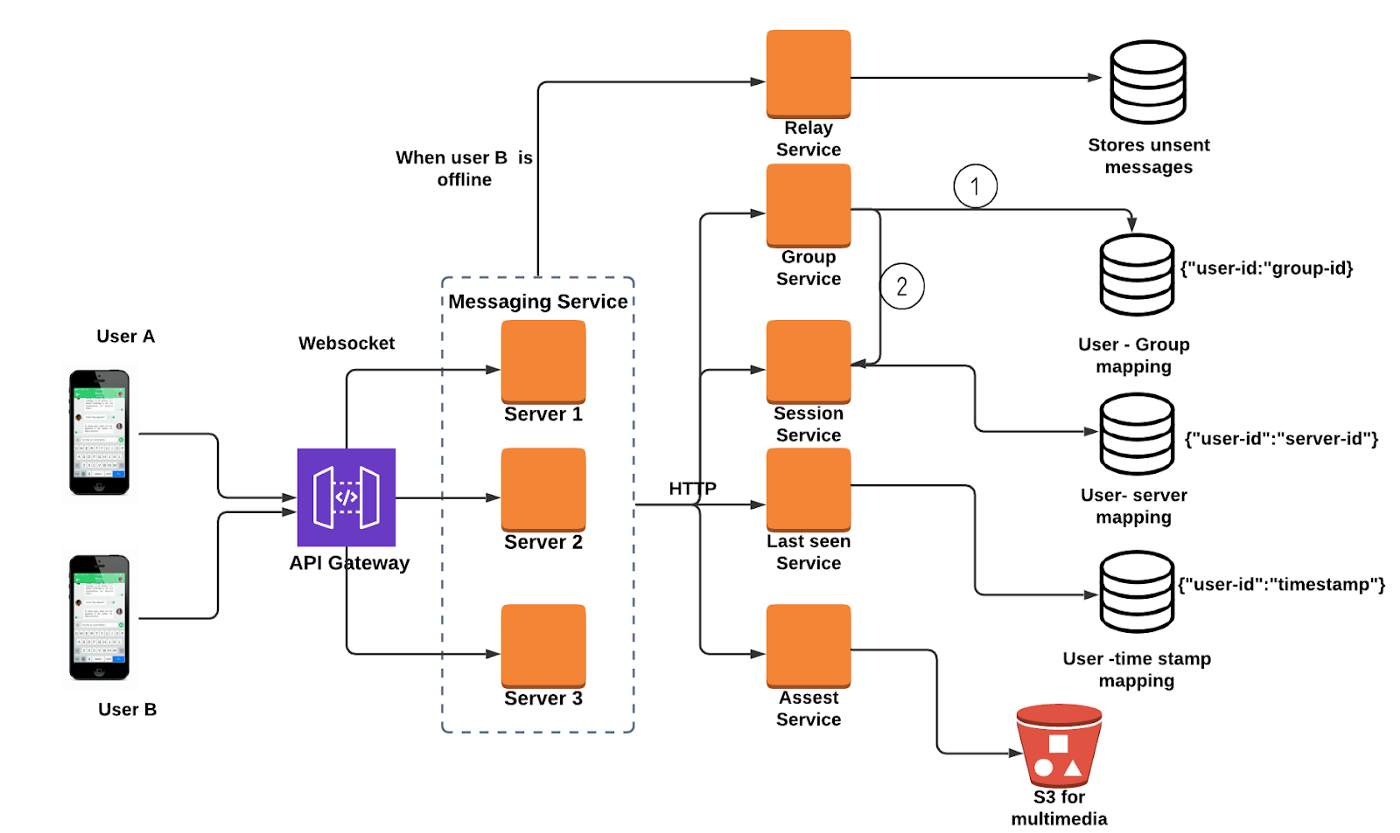 Relay
Service
Stores unsent
messages
When user B is
offline
1
Group
Service
{"user-id:"group-id}
2
User - Group
mapping
Messaging Service
User A
Websocket
Server 1
Session
Service
{"user-id":"server-id"}
User- server
mapping
HTTP
Server 2
Last seen
Service
</>
API Gateway
{"user-id":"timestamp"}
User -time stamp
mapping
Server 3
Assest
Service
User B
S3 for
multimedia